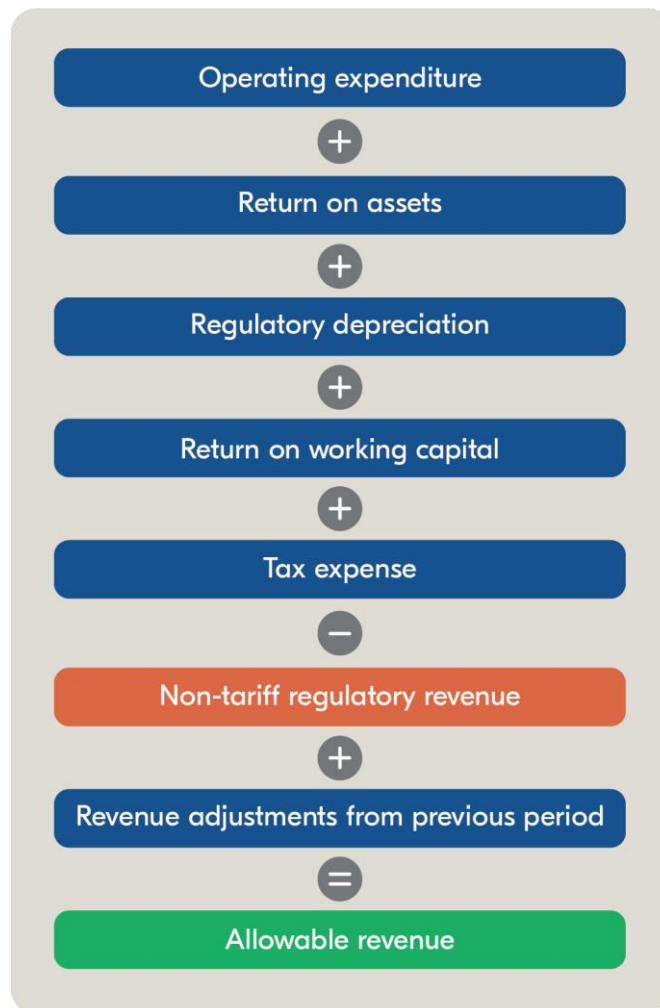 Operating expenditure
+
Return on assets
+
Regulatory depreciation
+
Return on working capital
+
Tax expense
−
Non-tariff regulatory revenue
+
Revenue adjustments from previous period
=
Allowable revenue